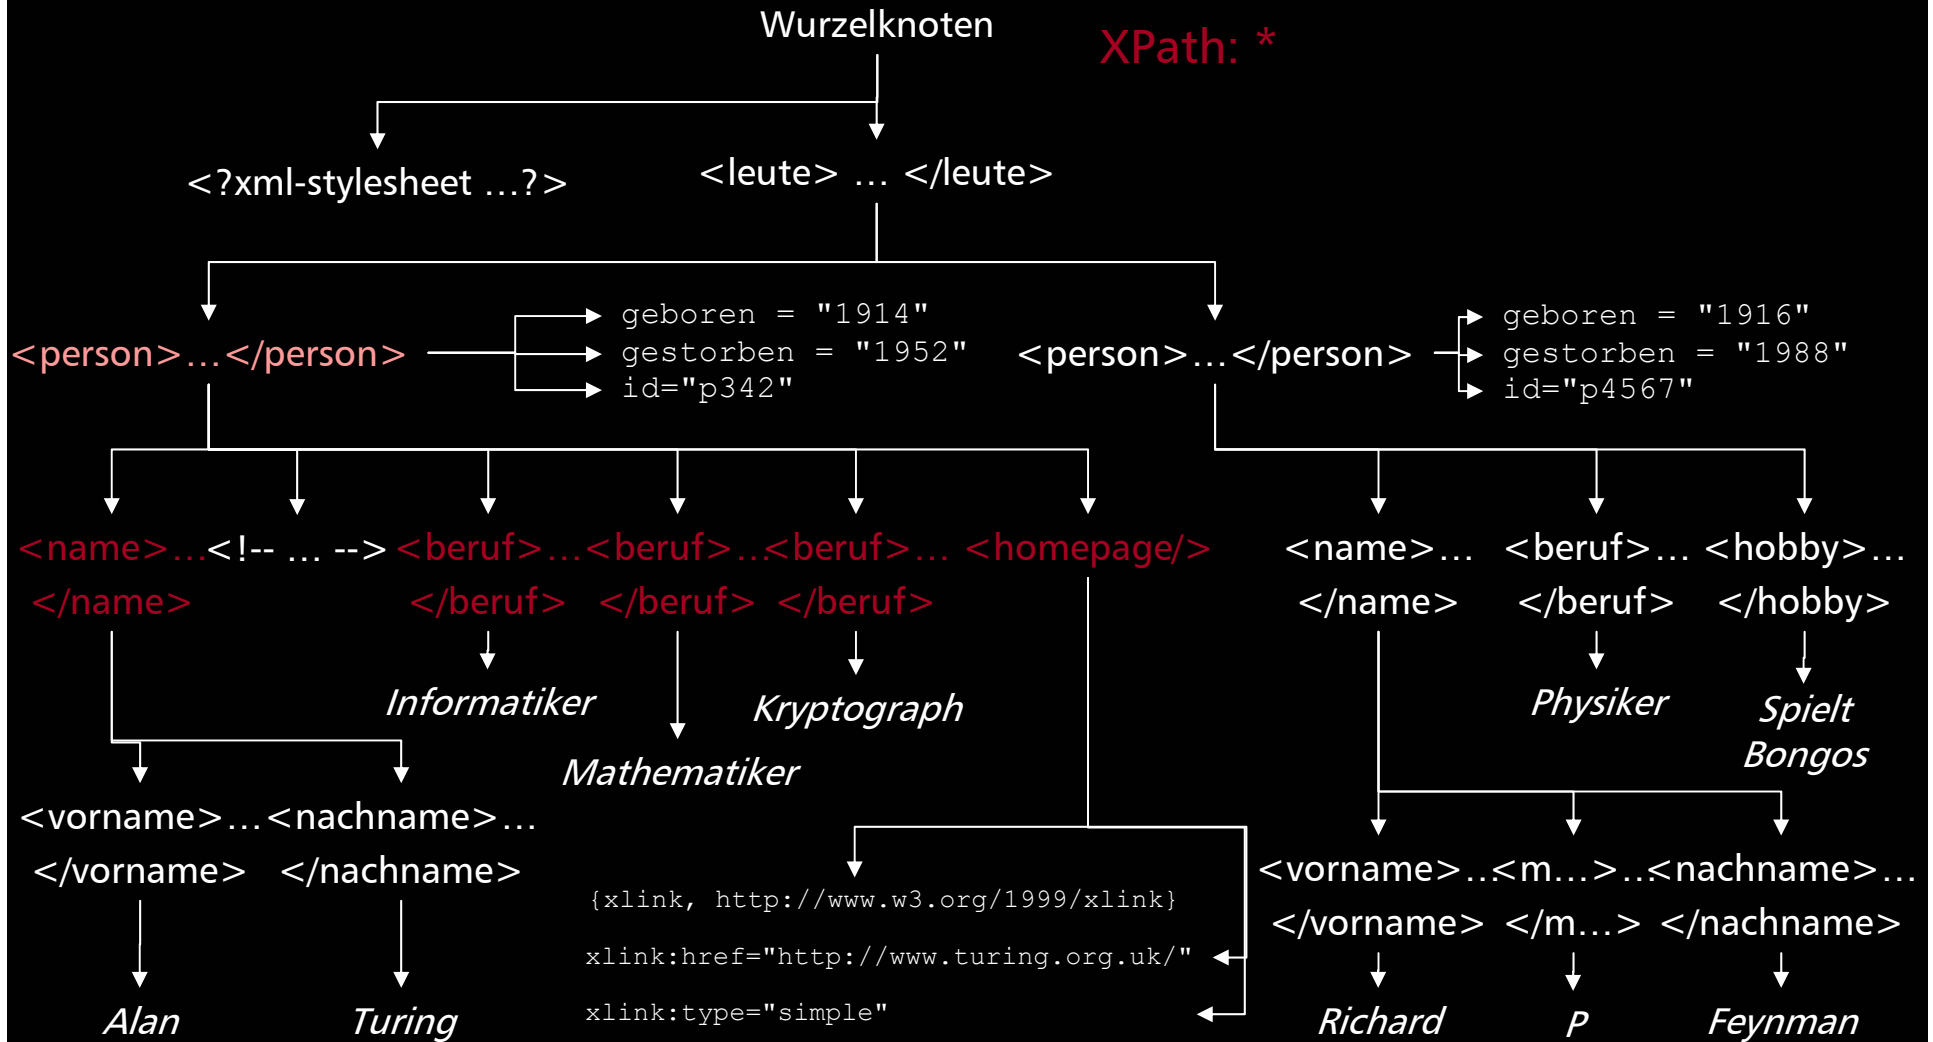 Wurzelknoten
XPath: *
<?xml-stylesheet …?>
<leute> … </leute>
<person>…</person>
geboren = "1914"
gestorben = "1952"
id="p342"
<person>…</person>
geboren = "1916"
gestorben = "1988"
id="p4567"
<name>…
</name>
<!-- … -->
<beruf>…
</beruf>
<beruf>…
</beruf>
<beruf>…
</beruf>
<homepage/>
<name>…
</name>
<beruf>…
</beruf>
<hobby>…
</hobby>
Informatiker
Mathematiker
Kryptograph
Physiker
Spielt
Bongos
<vorname>…
</vorname>
<nachname>…
</nachname>
{xlink, http://www.w3.org/1999/xlink}
xlink:href="http://www.turing.org.uk/"
xlink:type="simple"
<vorname>…
</vorname>
<m…>…
</m…>
<nachname>…
</nachname>
Alan
Turing
Richard
P
Feynman